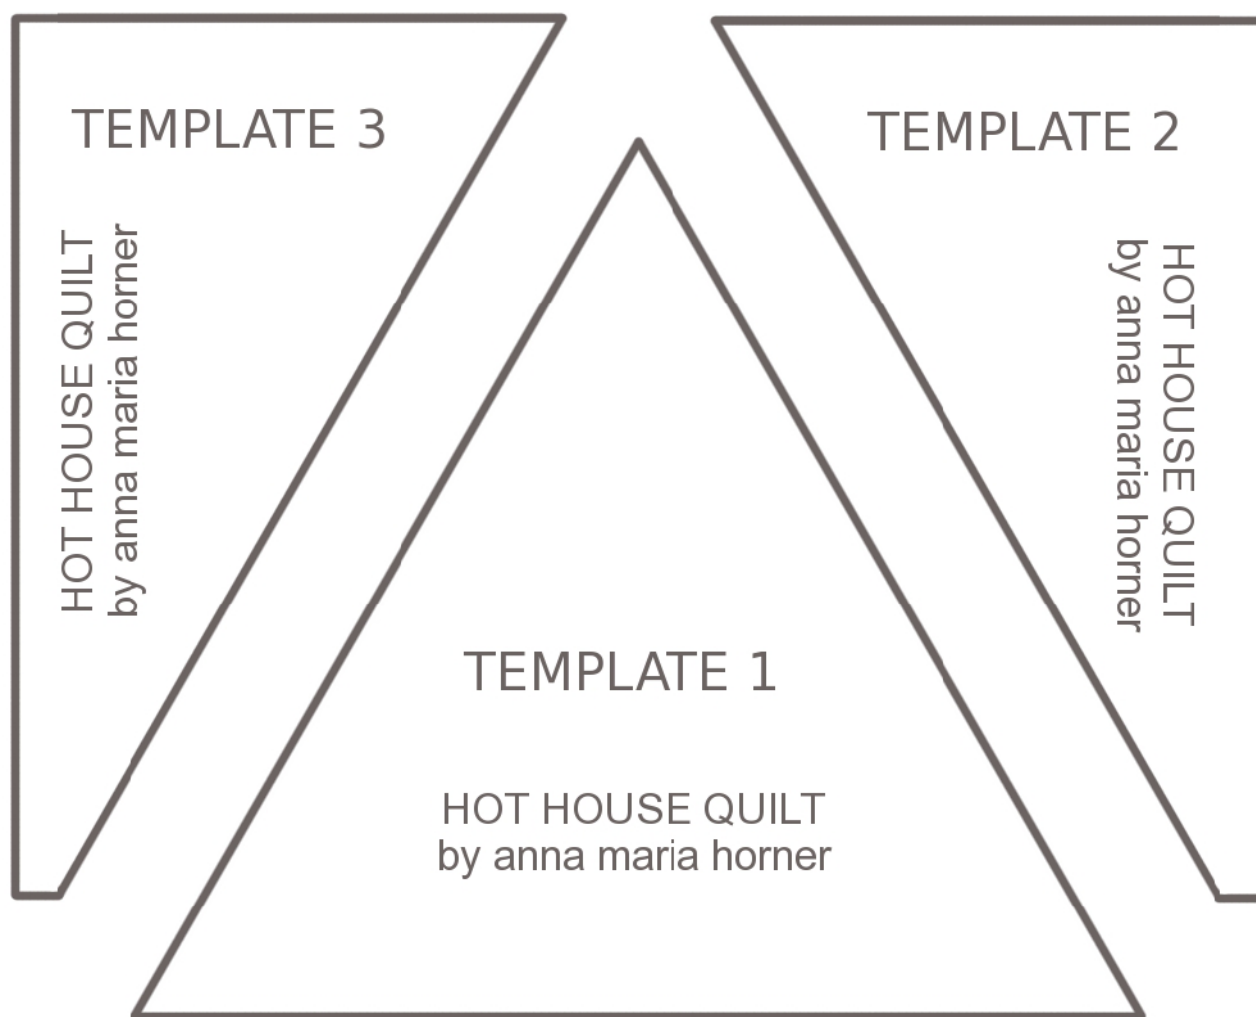 TEMPLATE 3
HOT HOUSE QUILT
by anna maria horner
TEMPLATE 2
HOT HOUSE QUILT
by anna maria horner
TEMPLATE 1
HOT HOUSE QUILT
by anna maria horner